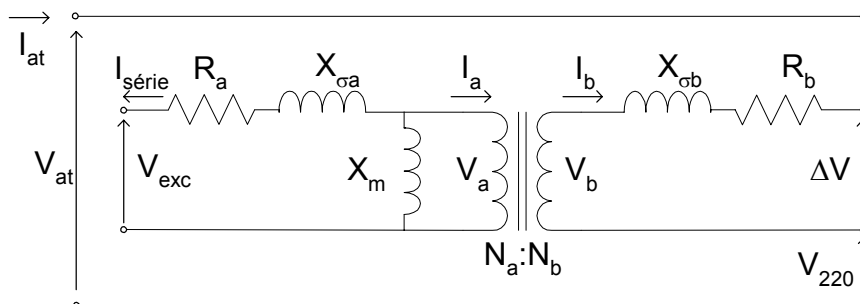 I_at
I_série
R_a
X_σa
I_a
I_b
X_σb
R_b
V_at
V_exc
X_m
V_a
V_b
ΔV
N_a:N_b
V_220